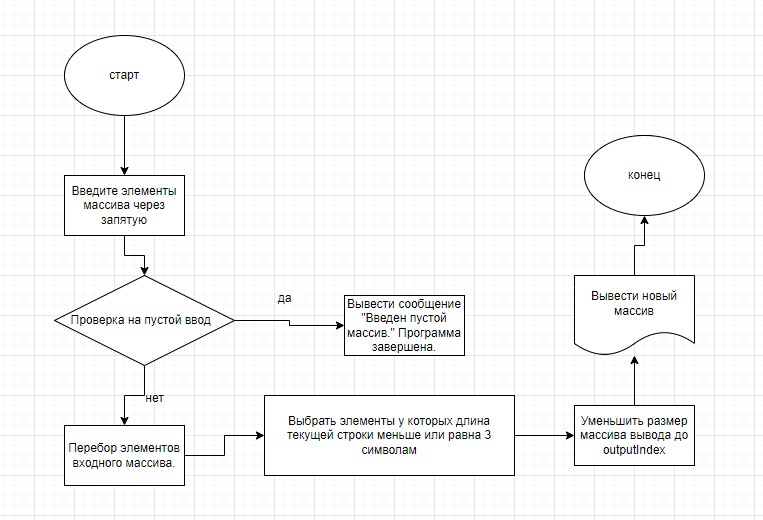 старт
Введите элементы
массива через
запятую
Проверка на пустой ввод
да
Вывести сообщение
"Введен пустой
массив." Программа
завершена.
нет
Перебор элементов
входного массива.
Выбрать элементы у которых длина
текущей строки меньше или равна 3
символам
Уменьшить размер
массива вывода до
outputIndex
Вывести новый
массив
конец